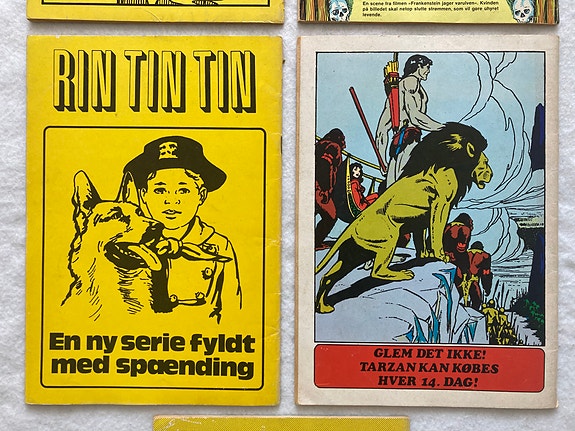 En scene fra filmen »Frankenstein jager varulven«. Kvinden
på billedet skal netop slutte strømmen, som vil gøre uhyret
levende.
RIN TIN TIN
En ny serie fyldt
med spænding
GLEM DET IKKE!
TARZAN KAN KØBES
HVER 14. DAG!